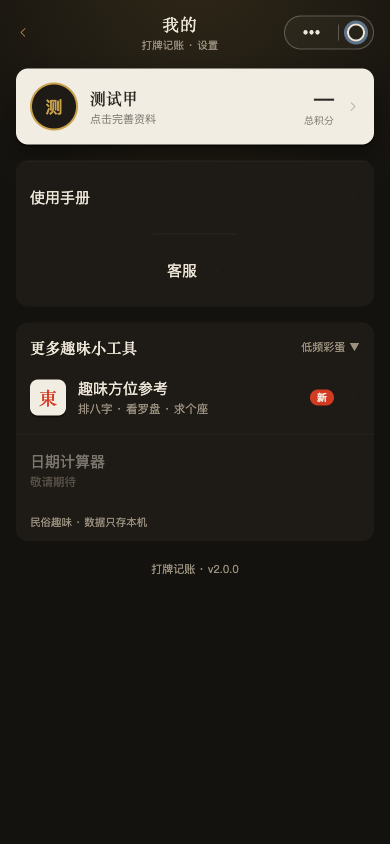 我的
打牌记账 · 设置
测
测试甲
点击完善资料
—
总积分
使用手册
客服
更多趣味小工具
低频彩蛋 ▼
東
趣味方位参考
排八字 · 看罗盘 · 求个座
新
日期计算器
敬请期待
民俗趣味 · 数据只存本机
打牌记账 · v2.0.0